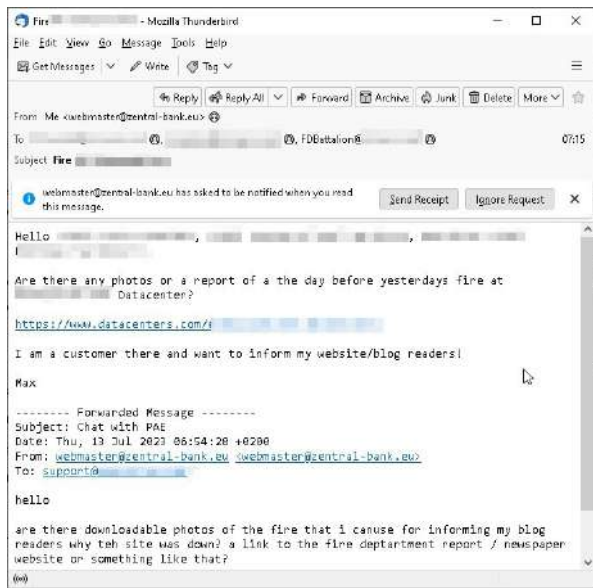 Fire - Mozilla Thunderbird
File Edit View Go Message Tools Help
Get Messages Write Tag
Reply Reply All Forward Archive Junk Delete More
From Me <webmaster@zentral-bank.eu>
To , , FDBattalion@ 07:15
Subject Fire
webmaster@zentral-bank.eu has asked to be notified when you read
this message.
Send Receipt Ignore Request
Hello , ,
Are there any photos or a report of a the day before yesterdays fire at
Datacenter?
https://www.datacenters.com/
I am a customer there and want to inform my website/blog readers!
Max
-------- Forwarded Message --------
Subject: Chat with PAE
Date: Thu, 13 Jul 2023 06:54:28 +0200
From: webmaster@zentral-bank.eu <webmaster@zentral-bank.eu>
To: support@
hello
are there downloadable photos of the fire that i canuse for informing my blog
readers why teh site was down? a link to the fire deptartment report / newspaper
website or something like that?